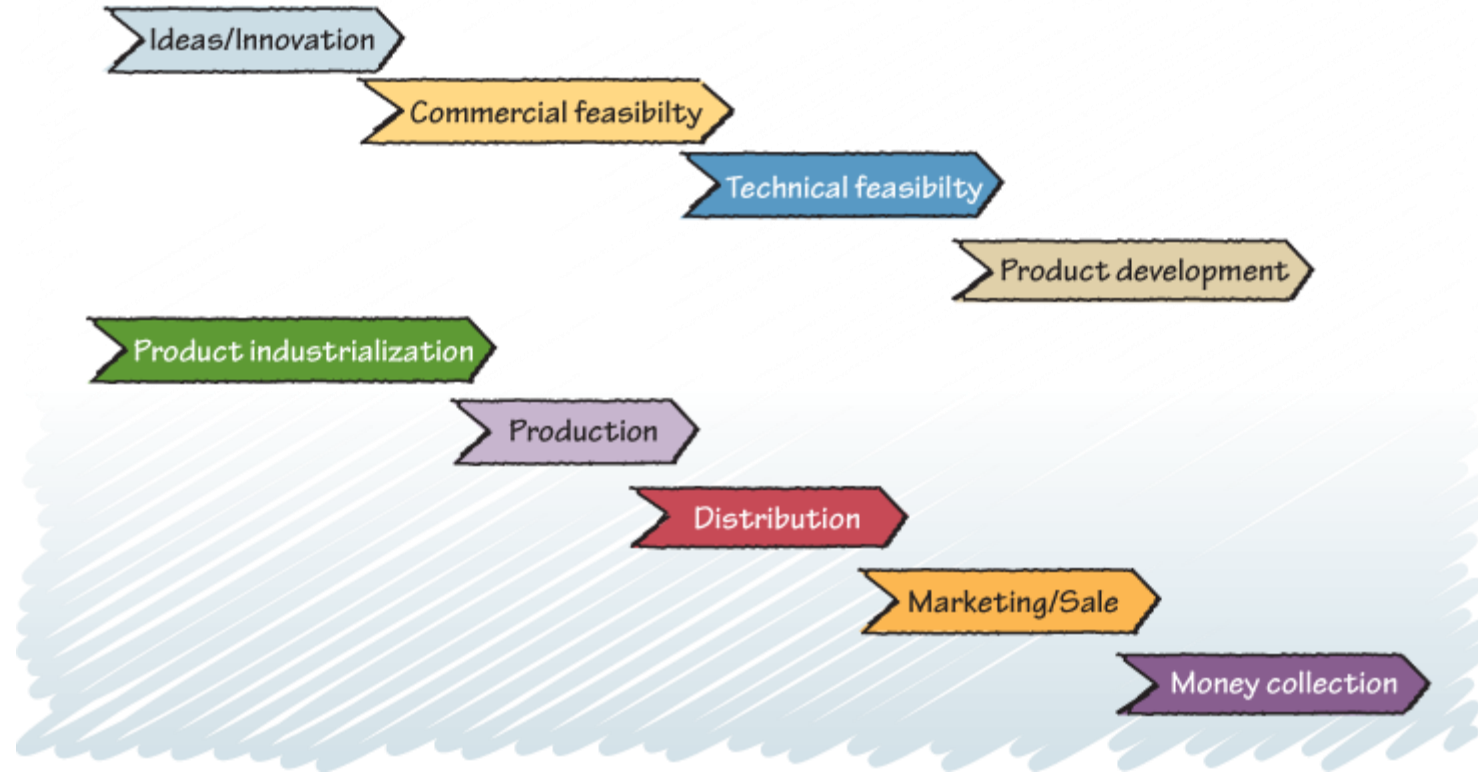 Ideas/Innovation
Commercial feasibilty
Technical feasibilty
Product development
Product industrialization
Production
Distribution
Marketing/Sale
Money collection